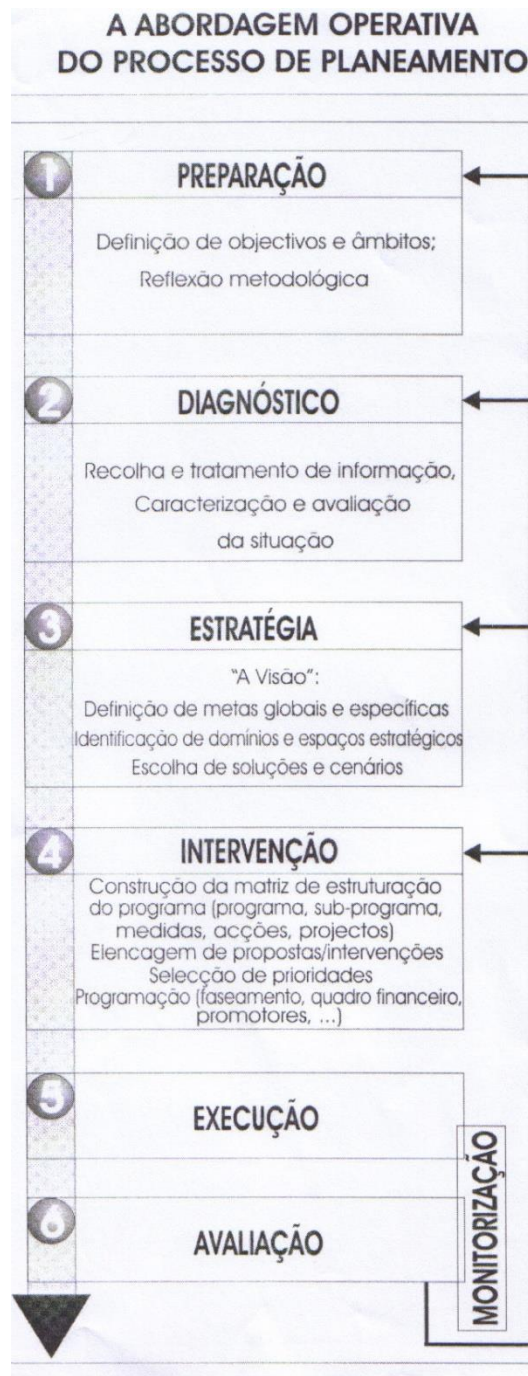 A ABORDAGEM OPERATIVA
DO PROCESSO DE PLANEAMENTO
1
PREPARAÇÃO
Definição de objectivos e âmbitos;
Reflexão metodológica
2
DIAGNÓSTICO
Recolha e tratamento de informação,
Caracterização e avaliação
da situação
3
ESTRATÉGIA
"A Visão":
Definição de metas globais e específicas
Identificação de domínios e espaços estratégicos
Escolha de soluções e cenários
4
INTERVENÇÃO
Construção da matriz de estruturação
do programa (programa, sub-programa,
medidas, acções, projectos)
Elencagem de propostas/intervenções
Selecção de prioridades
Programação (faseamento, quadro financeiro,
promotores, ...)
5
EXECUÇÃO
6
AVALIAÇÃO
MONITORIZAÇÃO